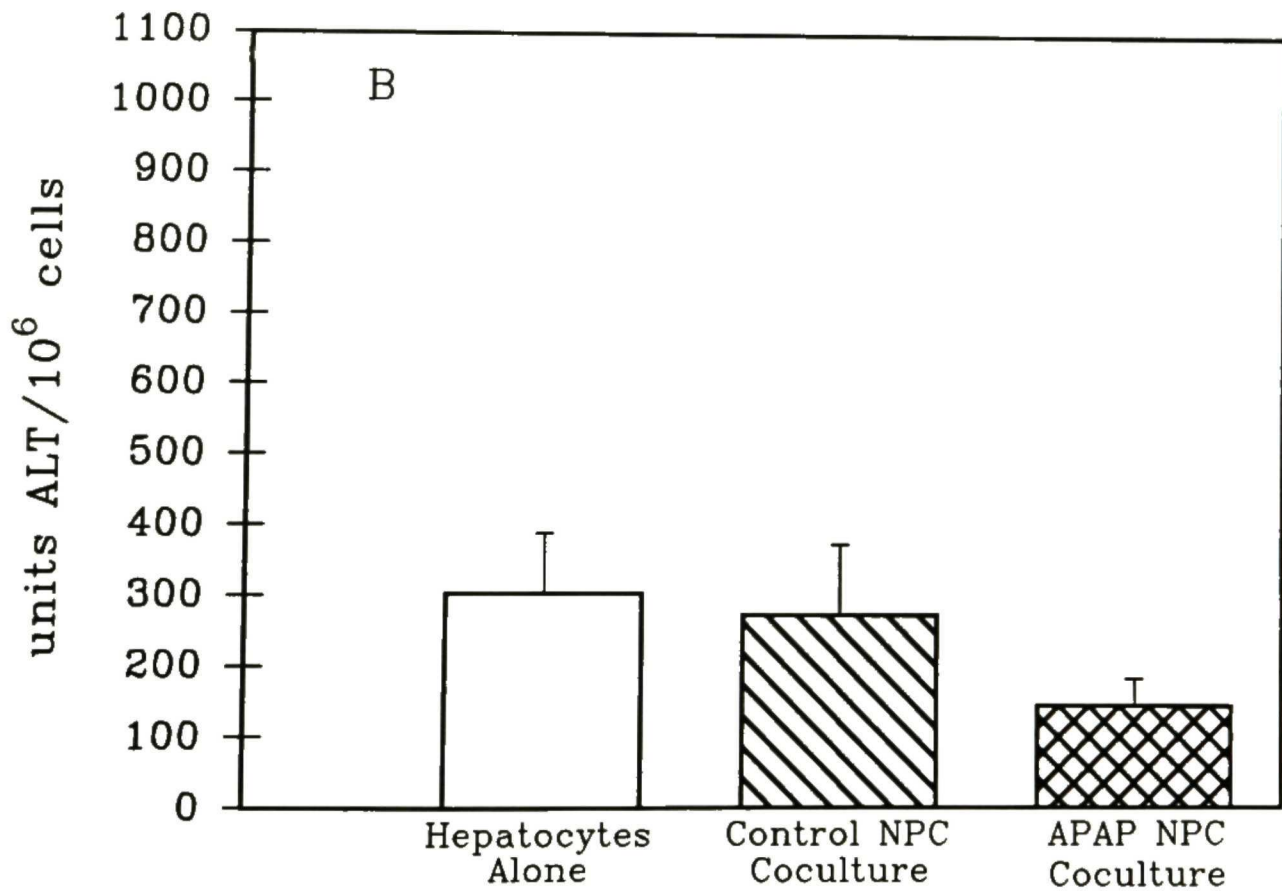 1100
1000
900
800
700
600
500
400
300
200
100
0
units ALT/10⁶ cells
B
Hepatocytes
Alone
Control NPC
Coculture
APAP NPC
Coculture